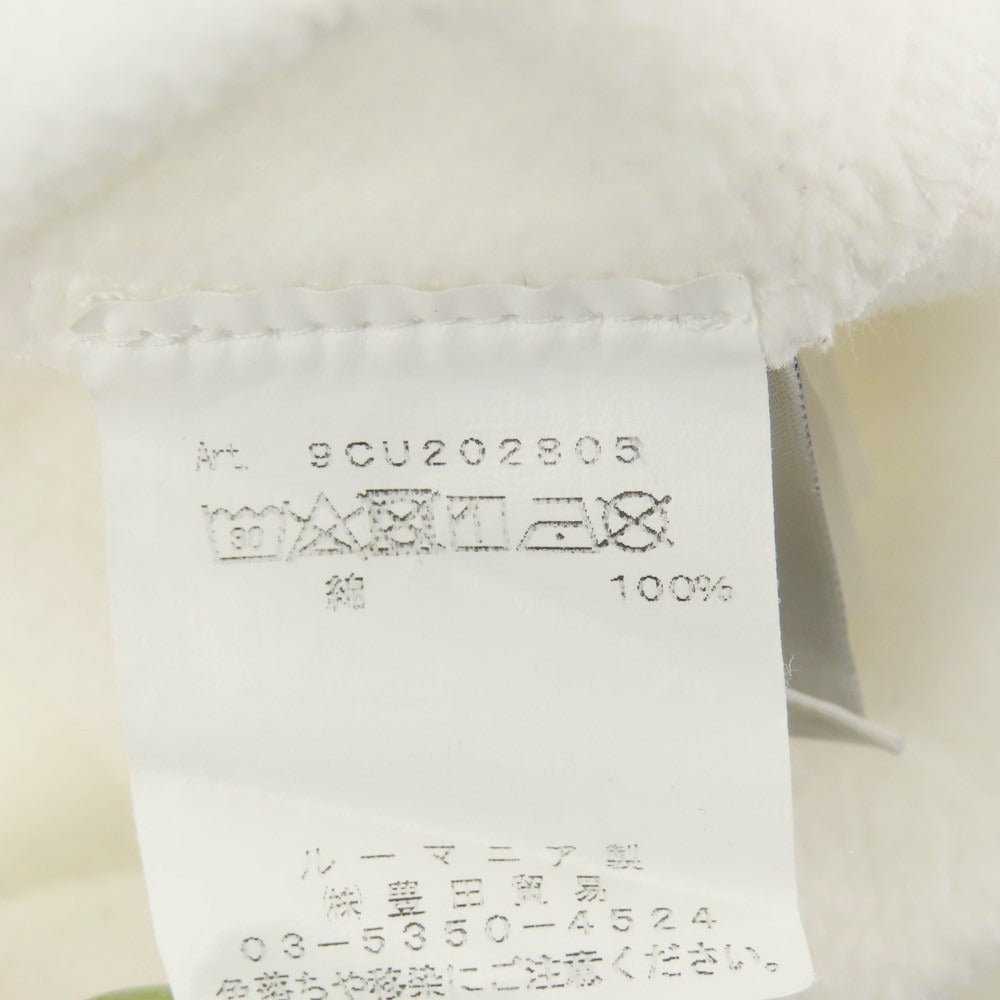 Art. 9CU202805
30
綿 100%
ルーマニア製
㈱豊田貿易
03-5350-4524
色落ちや移染にご注意ください。